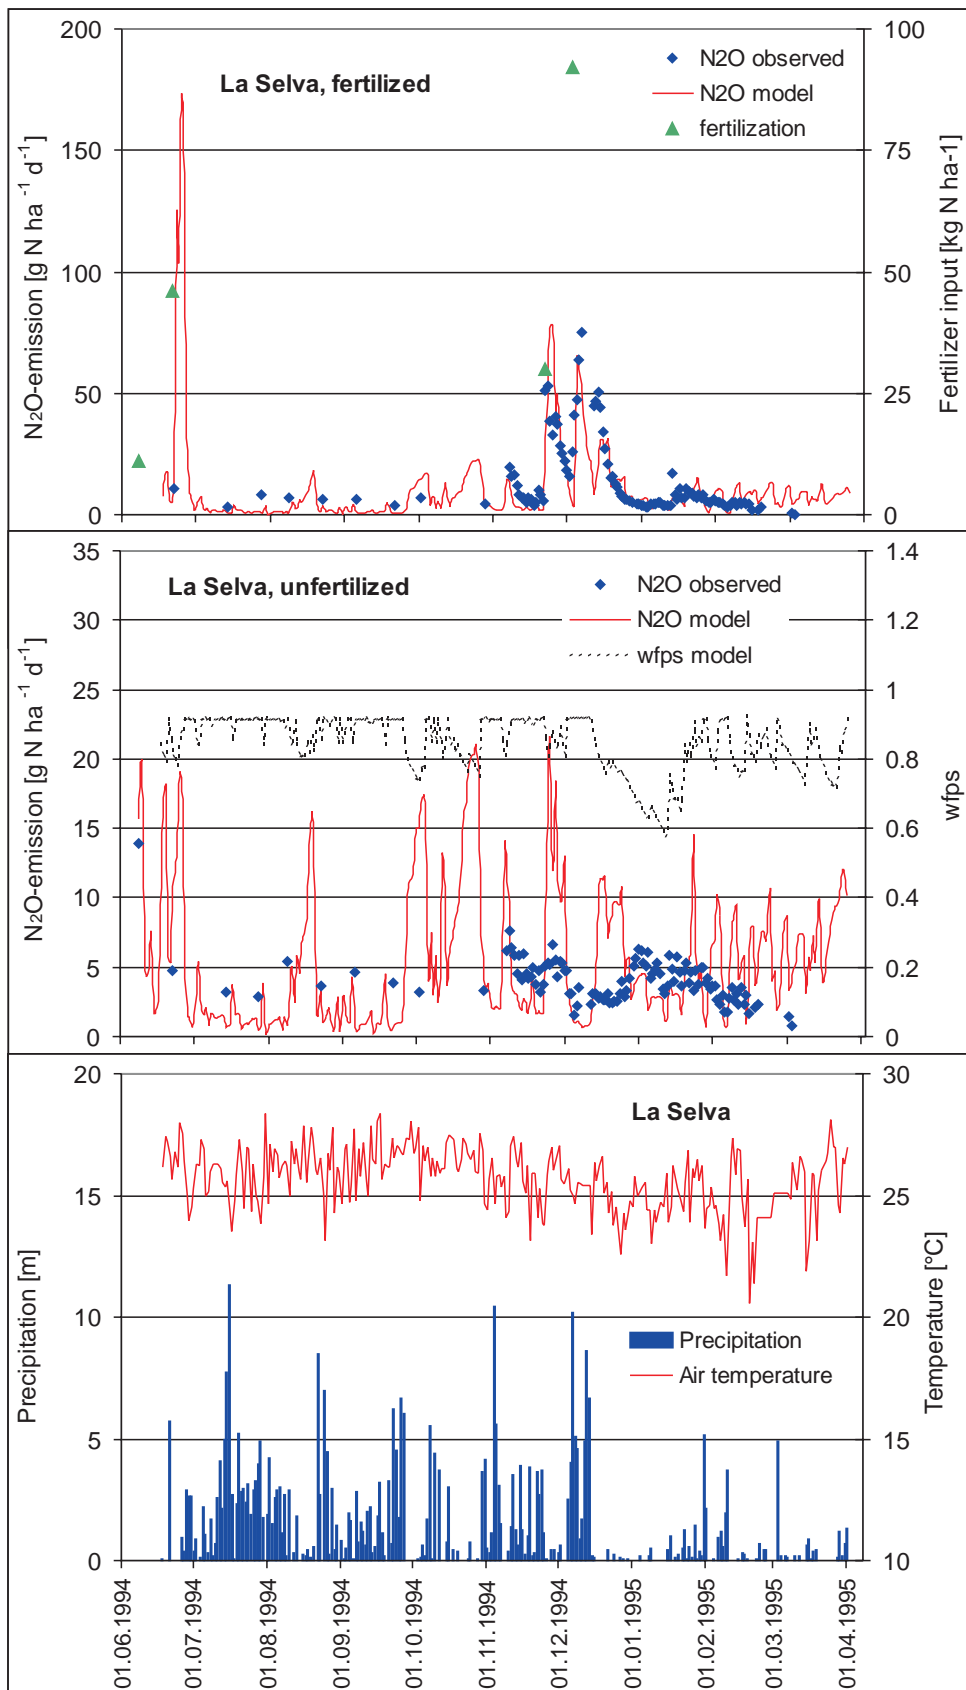 La Selva, fertilized
N2O observed
N2O model
fertilization
200
150
100
50
0
N2O-emission [g N ha -1 d-1]
100
75
50
25
0
Fertilizer input [kg N ha-1)
La Selva, unfertilized
N2O observed
N2O model
wfps model
35
30
25
20
15
10
5
0
N2O-emission [g N ha -1 d-1]
1.4
1.2
1
0.8
0.6
0.4
0.2
0
wfps
La Selva
Precipitation
Air temperature
20
15
10
5
0
Precipitation [m]
30
25
20
15
10
Temperature [°C]
01.06.1994
01.07.1994
01.08.1994
01.09.1994
01.10.1994
01.11.1994
01.12.1994
01.01.1995
01.02.1995
01.03.1995
01.04.1995